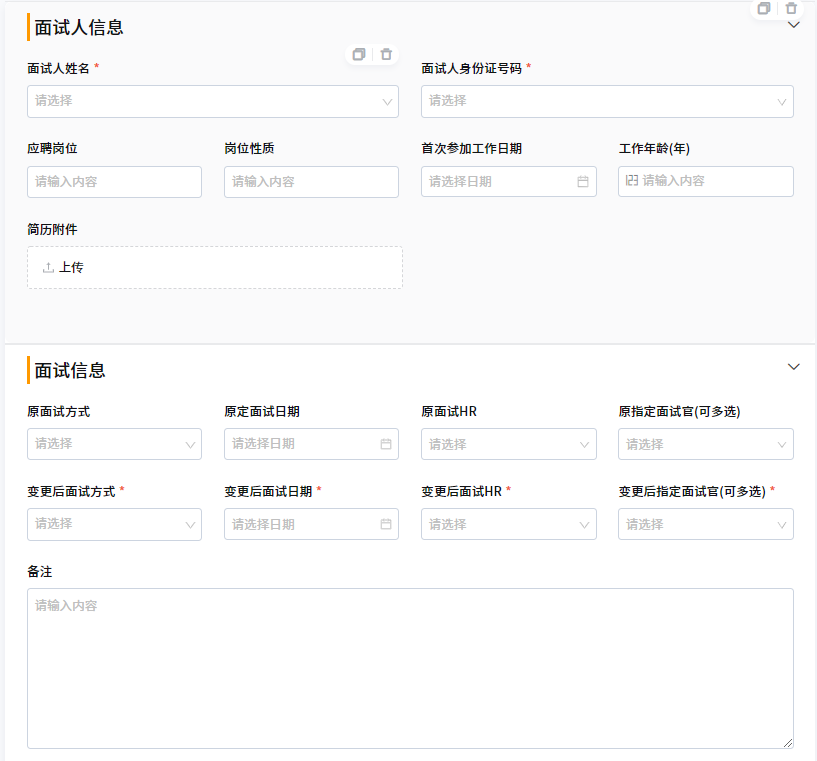 面试人信息
面试人姓名 * 面试人身份证号码 *
请选择 请选择
应聘岗位 岗位性质 首次参加工作日期 工作年龄(年)
请输入内容 请输入内容 请选择日期 123 请输入内容
简历附件
上传
面试信息
原面试方式 原定面试日期 原面试HR 原指定面试官(可多选)
请选择 请选择日期 请选择 请选择
变更后面试方式 * 变更后面试日期 * 变更后面试HR * 变更后指定面试官(可多选) *
请选择 请选择日期 请选择 请选择
备注
请输入内容